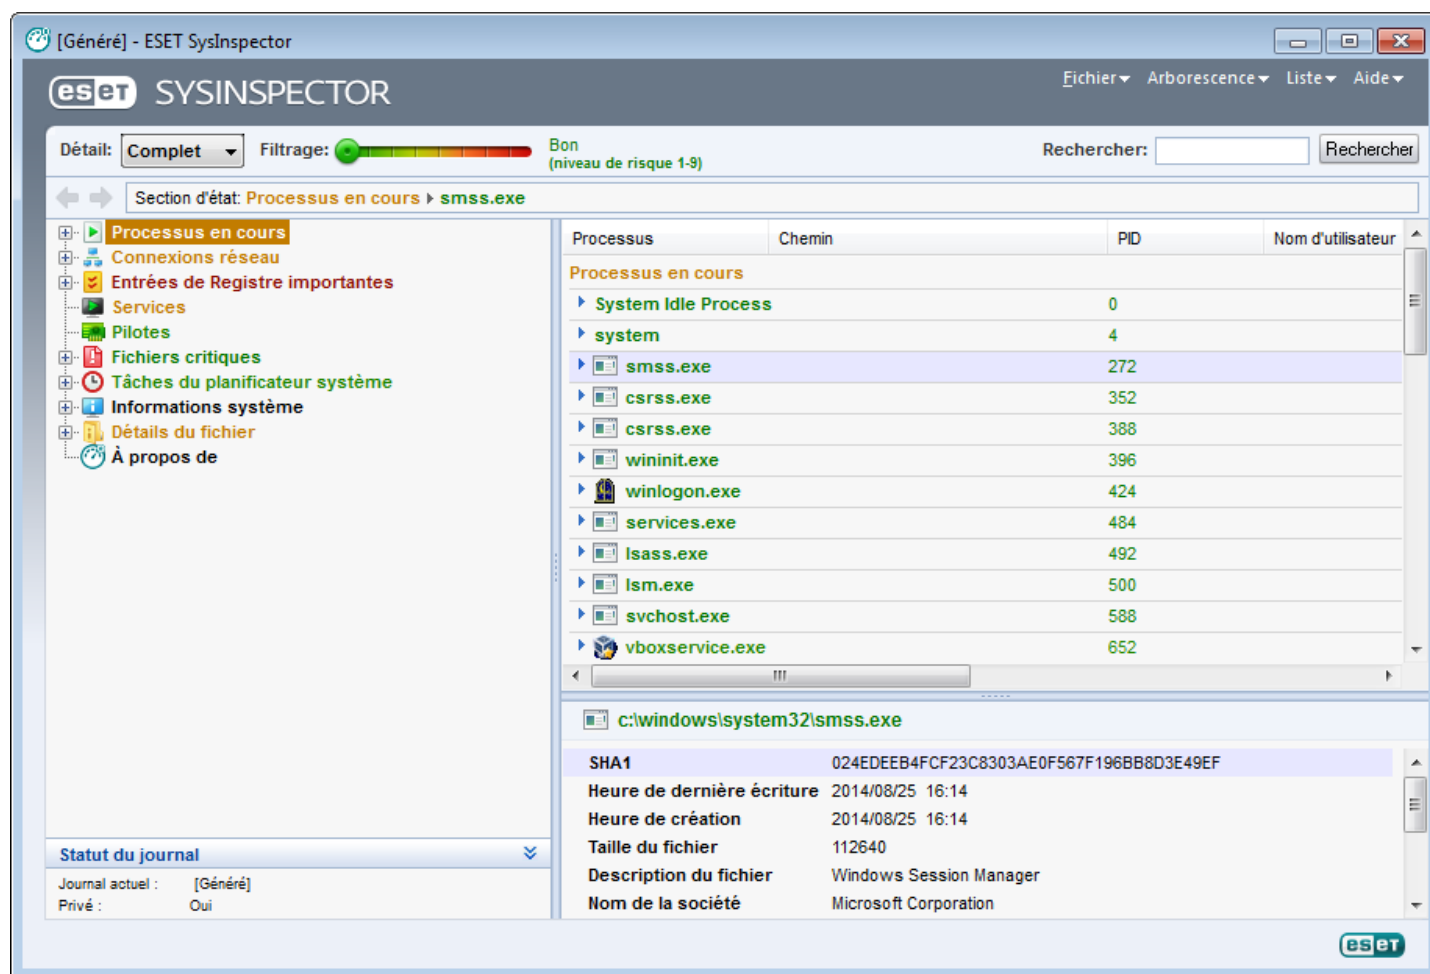 [Généré] - ESET SysInspector
eset SYSINSPECTOR
Fichier Arborescence Liste Aide
Détail: Complet Filtrage: Bon Rechercher: Rechercher
(niveau de risque 1-9)
Section d'état: Processus en cours smss.exe
Processus en cours
Connexions réseau
Entrées de Registre importantes
Services
Pilotes
Fichiers critiques
Tâches du planificateur système
Informations système
Détails du fichier
À propos de
Statut du journal
Journal actuel : [Généré]
Privé : Oui
Processus Chemin PID Nom d'utilisateur
Processus en cours
System Idle Process 0
system 4
smss.exe 272
csrss.exe 352
csrss.exe 388
wininit.exe 396
winlogon.exe 424
services.exe 484
lsass.exe 492
lsm.exe 500
svchost.exe 588
vboxservice.exe 652
c:\windows\system32\smss.exe
SHA1 024EDEEB4FCF23C8303AE0F567F196BB8D3E49EF
Heure de dernière écriture 2014/08/25 16:14
Heure de création 2014/08/25 16:14
Taille du fichier 112640
Description du fichier Windows Session Manager
Nom de la société Microsoft Corporation
eset